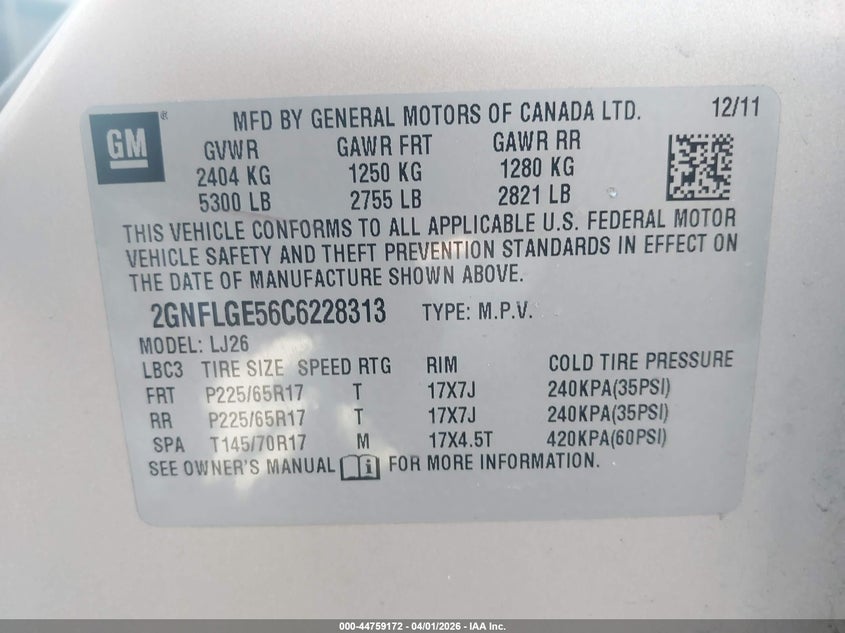 GM ® MFD BY GENERAL MOTORS OF CANADA LTD. 12/11
GVWR GAWR FRT GAWR RR
2404 KG 1250 KG 1280 KG
5300 LB 2755 LB 2821 LB
THIS VEHICLE CONFORMS TO ALL APPLICABLE U.S. FEDERAL MOTOR
VEHICLE SAFETY AND THEFT PREVENTION STANDARDS IN EFFECT ON
THE DATE OF MANUFACTURE SHOWN ABOVE.
2GNFLGE56C6228313 TYPE: M.P.V.
MODEL: LJ26
LBC3 TIRE SIZE SPEED RTG RIM COLD TIRE PRESSURE
FRT P225/65R17 T 17X7J 240KPA(35PSI)
RR P225/65R17 T 17X7J 240KPA(35PSI)
SPA T145/70R17 M 17X4.5T 420KPA(60PSI)
SEE OWNER'S MANUAL i FOR MORE INFORMATION.
000-44759172 - 04/01/2026 - IAA Inc.